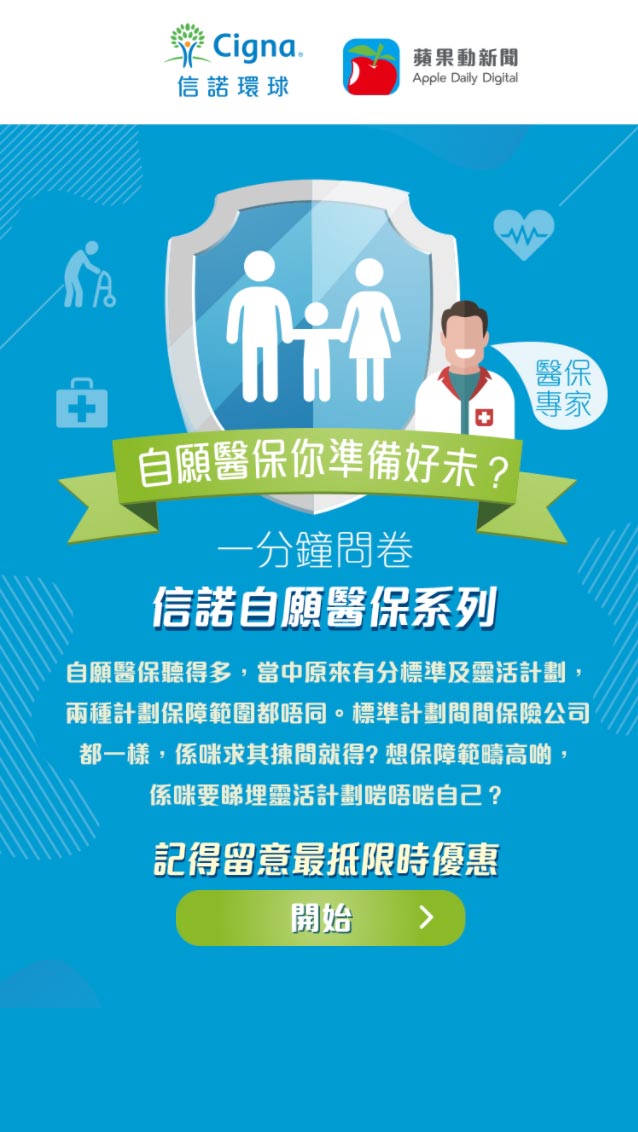 Cigna.
信諾環球
蘋果動新聞
Apple Daily Digital
醫保
專家
自願醫保你準備好未？
一分鐘問卷
信諾自願醫保系列
自願醫保聽得多，當中原來有分標準及靈活計劃，
兩種計劃保障範圍都唔同。標準計劃間間保險公司
都一樣，係咪求其揀間就得? 想保障範疇高啲，
係咪要睇埋靈活計劃啱唔啱自己？
記得留意最抵限時優惠
開始